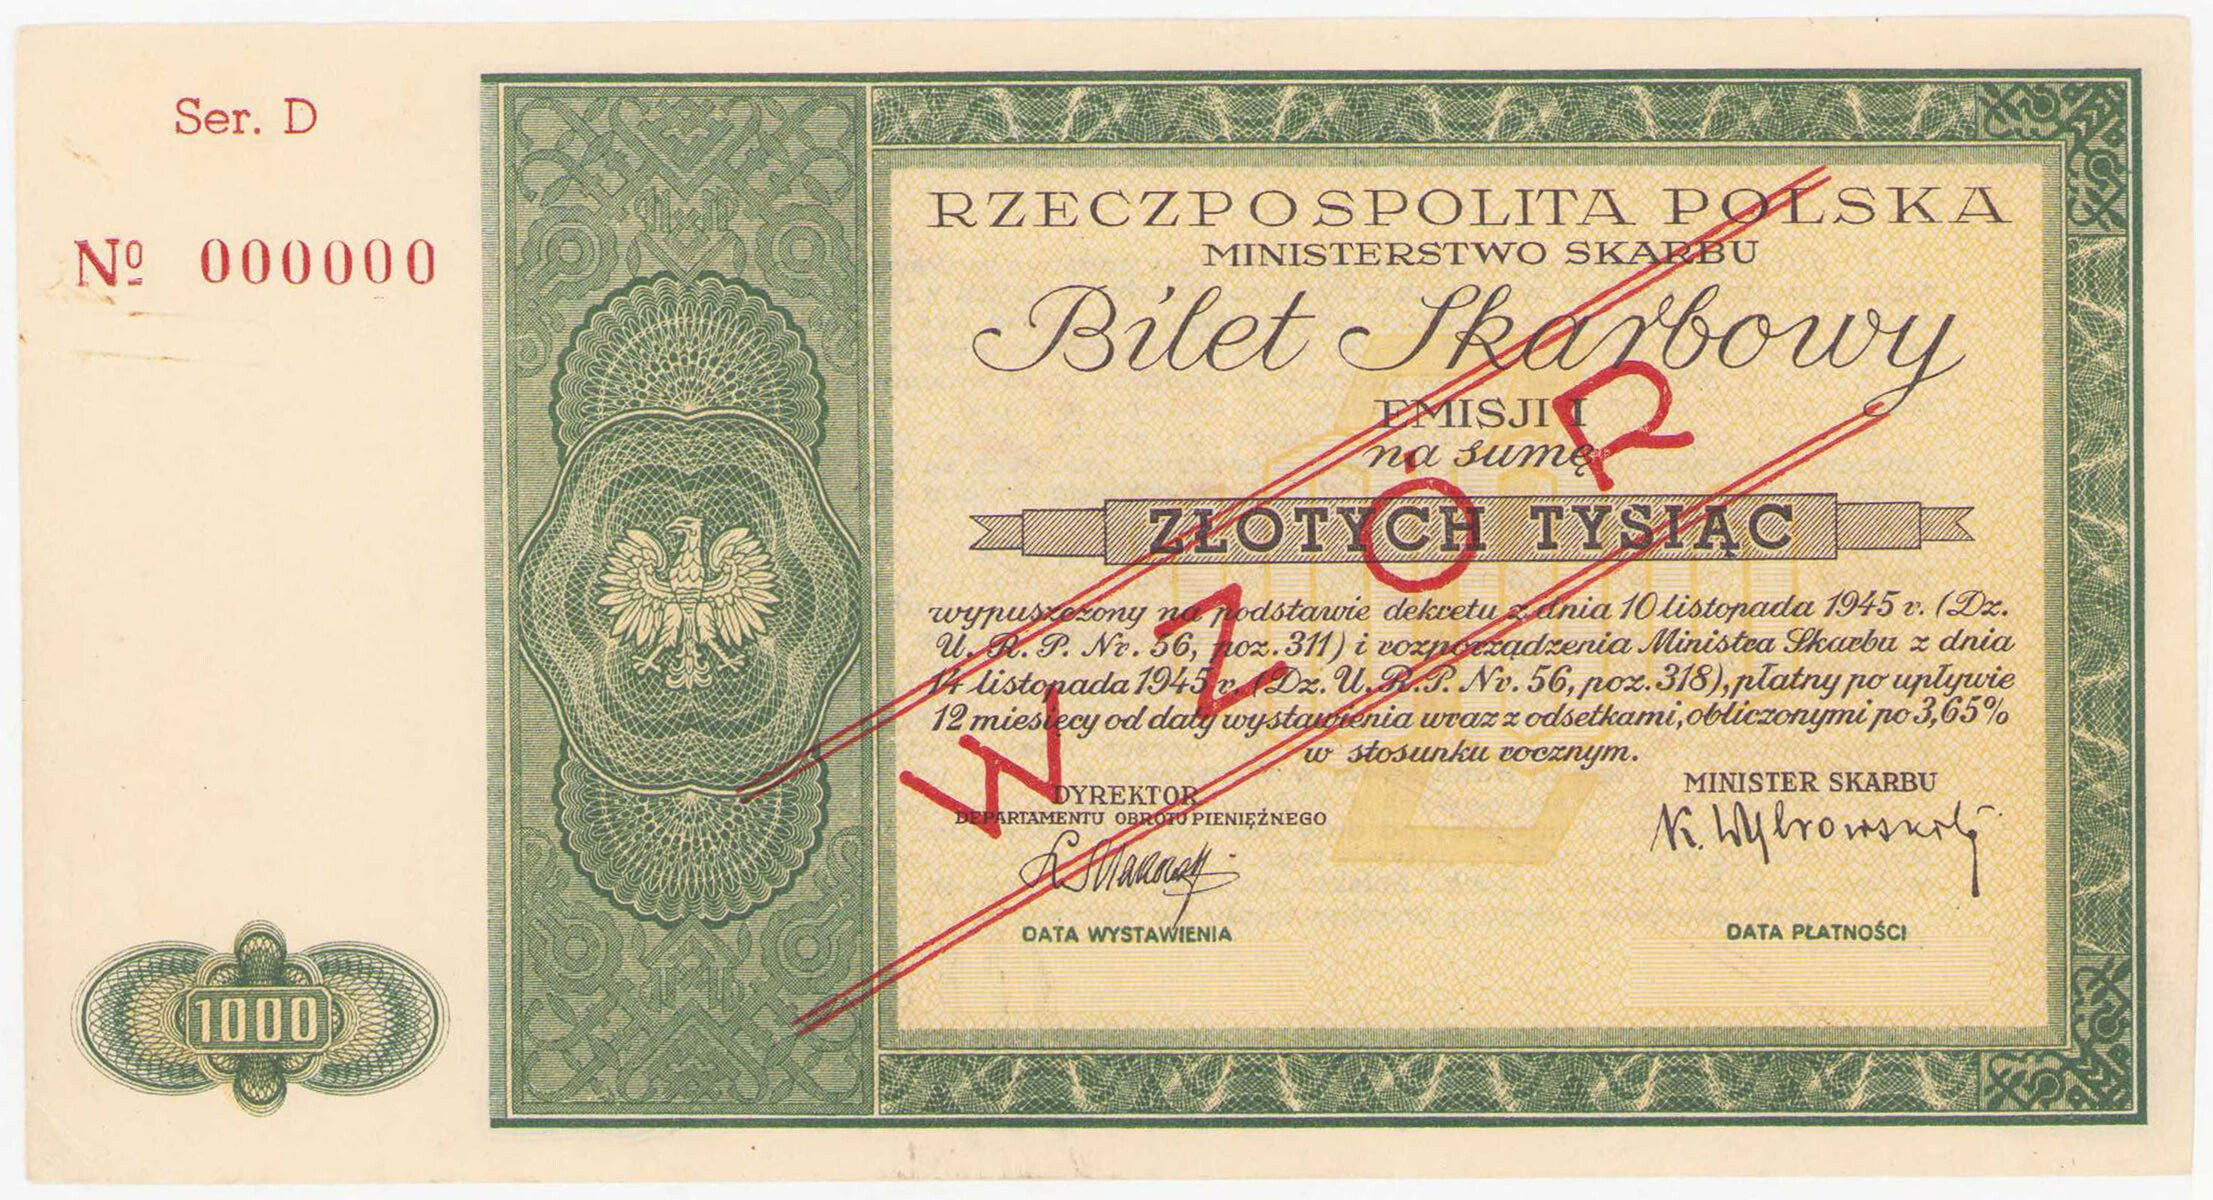 Ser. D
Nº 000000
1000
RZECZPOSPOLITA POLSKA
MINISTERSTWO SKARBU
Bilet Skarbowy
EMISJI I
na sumę
ZŁOTYCH TYSIĄC
wypuszczony na podstawie dekretu z dnia 10 listopada 1945 r. (Dz.
U. R. P. Nr. 56, poz. 311) i rozporządzenia Ministra Skarbu z dnia
14 listopada 1945 r. (Dz. U. R. P. Nr. 56, poz. 318), płatny po upływie
12 miesięcy od daty wystawienia wraz z odsetkami, obliczonymi po 3,65%
w stosunku rocznym.
DYREKTOR
DEPARTAMENTU OBROTU PIENIĘŻNEGO
MINISTER SKARBU
DATA WYSTAWIENIA
DATA PŁATNOŚCI
WZÓR